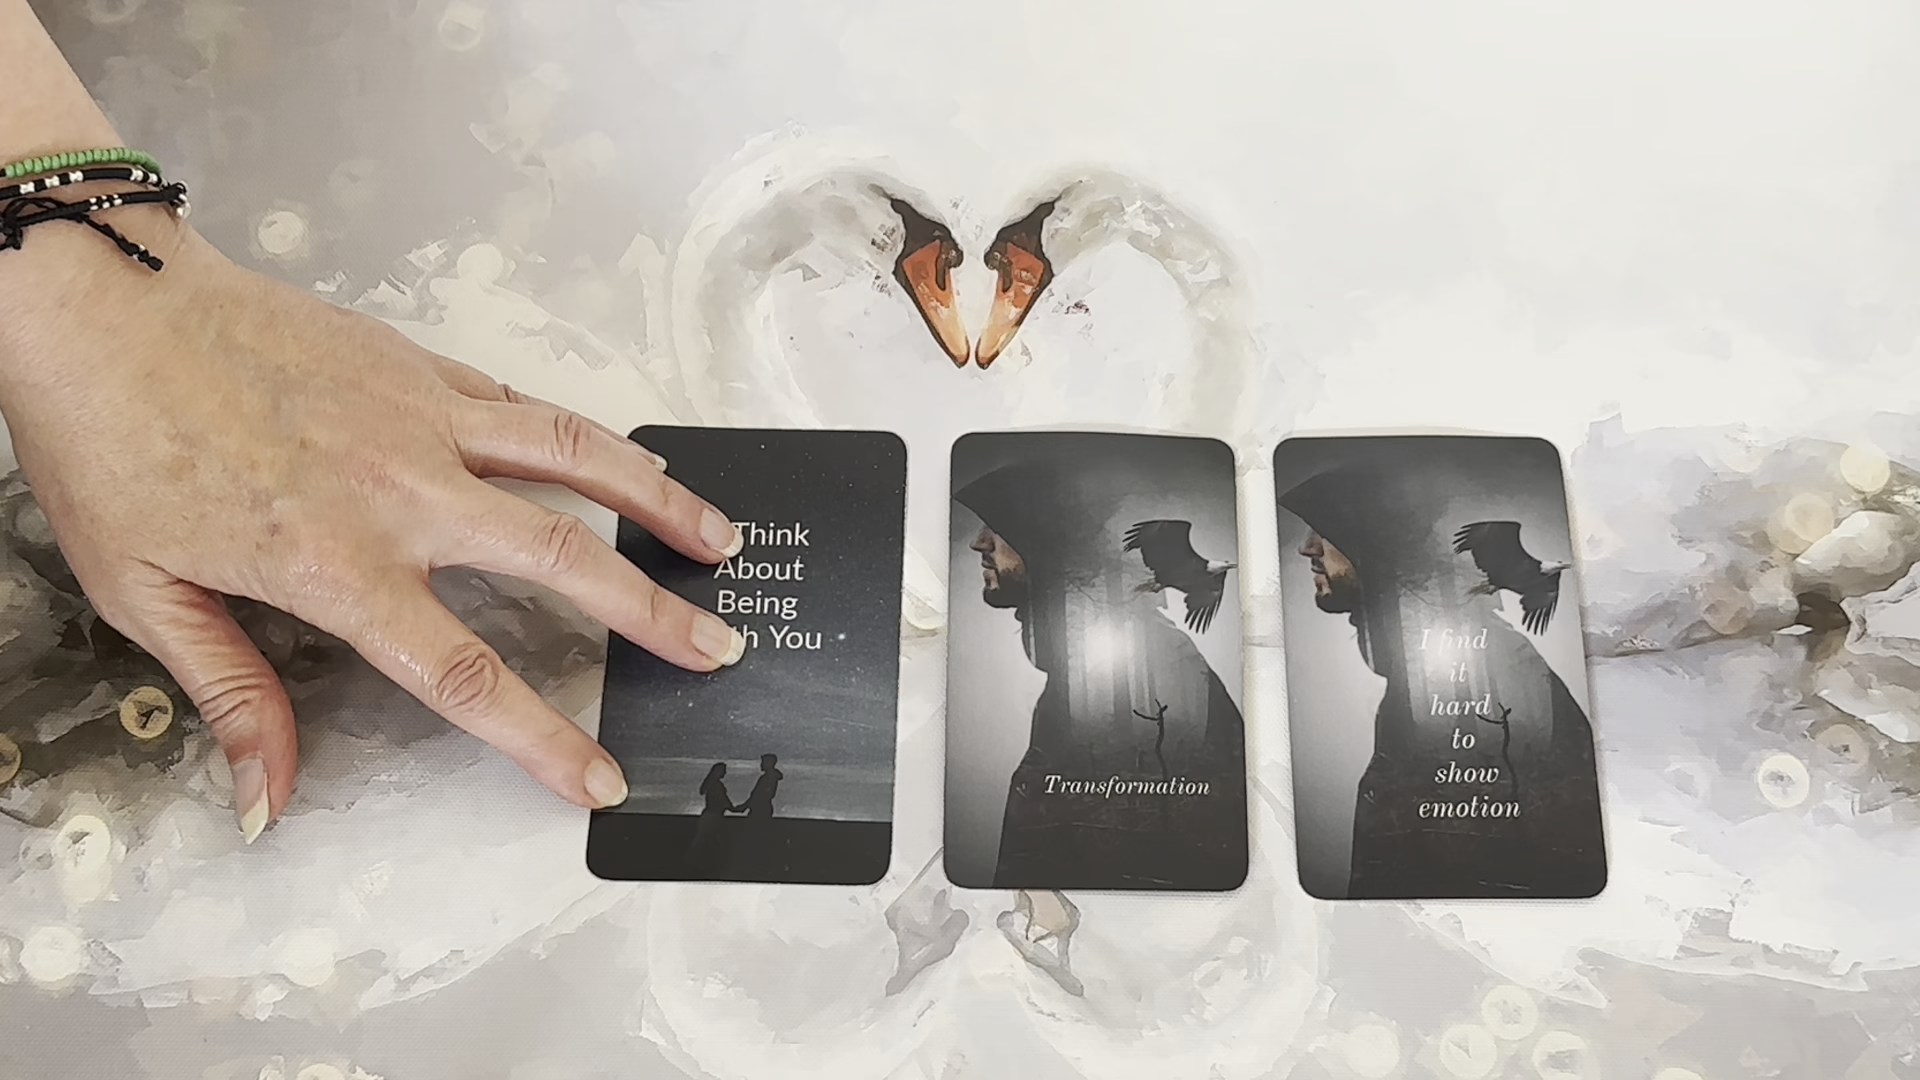 Think
About
Being
You
Transformation
I find
it
hard
to
show
emotion